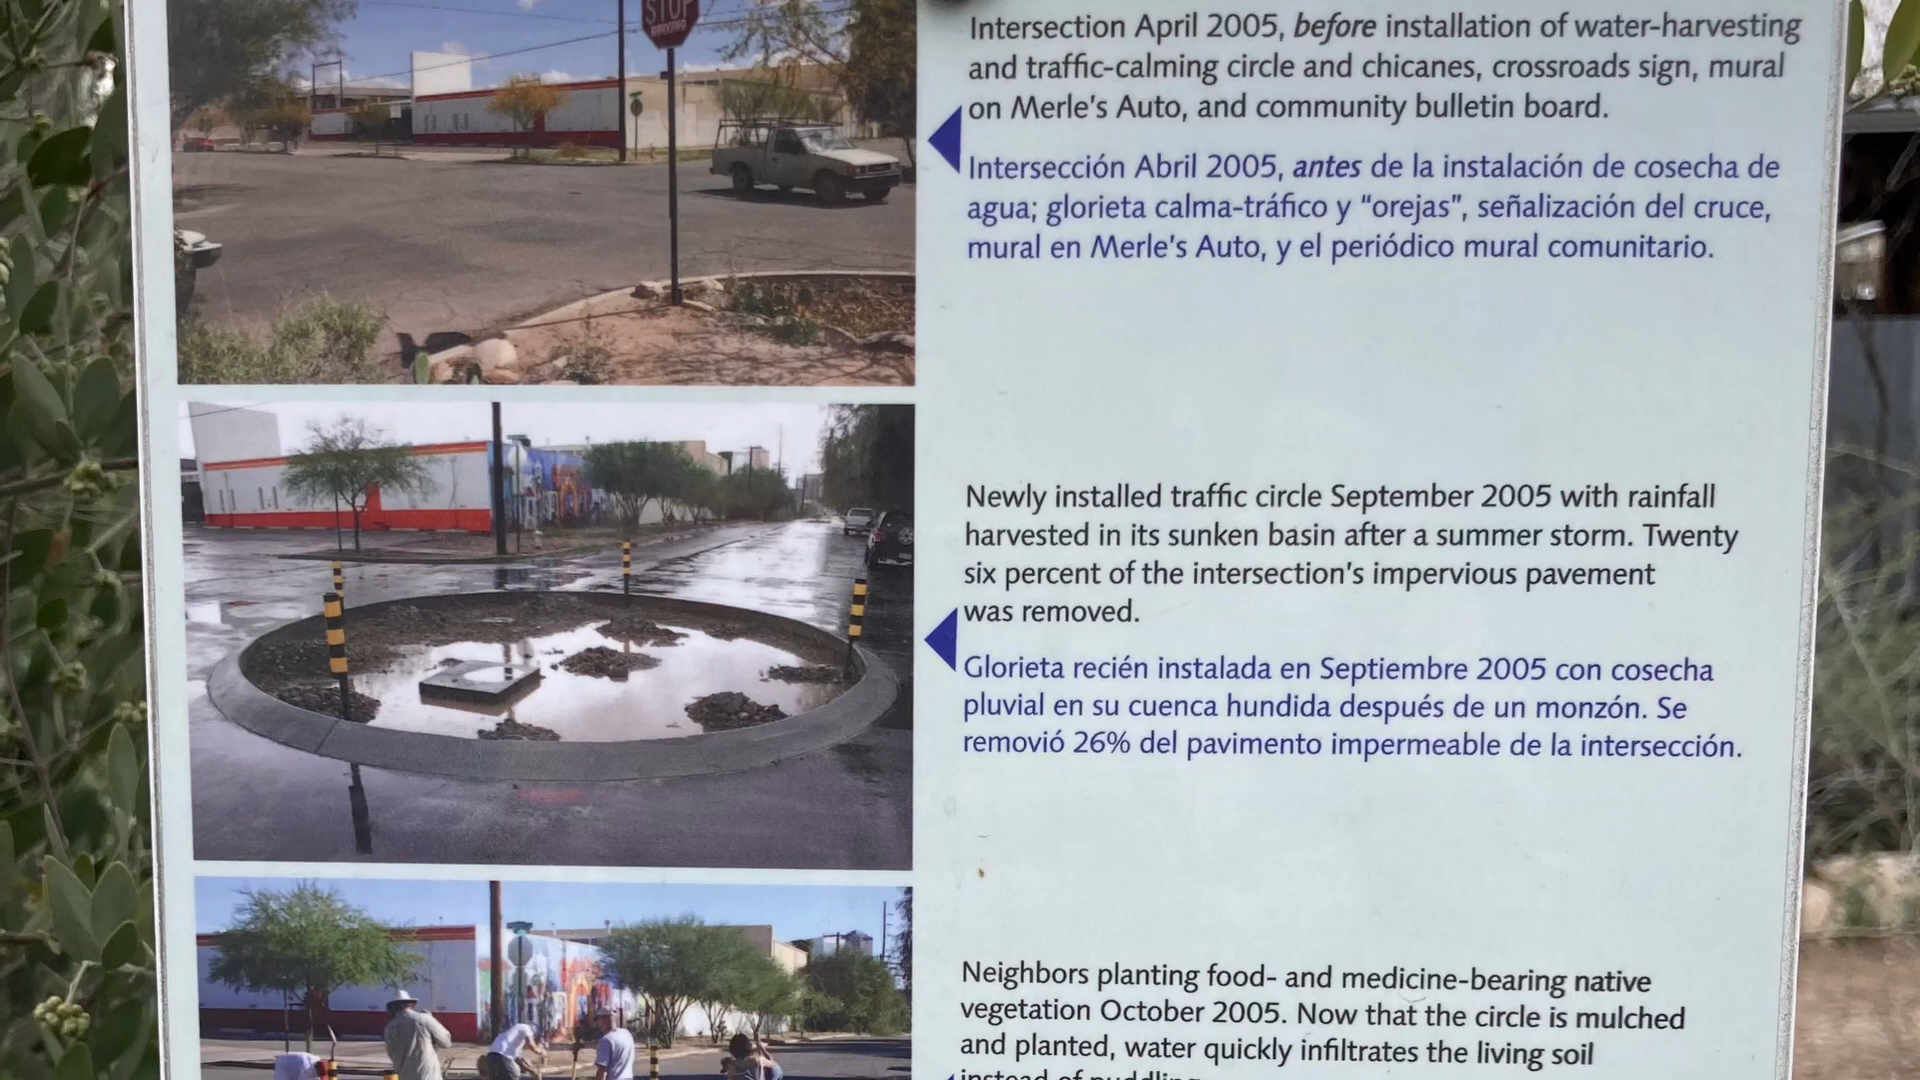 STOP
Intersection April 2005, before installation of water-harvesting
and traffic-calming circle and chicanes, crossroads sign, mural
on Merle's Auto, and community bulletin board.
Intersección Abril 2005, antes de la instalación de cosecha de
agua; glorieta calma-tráfico y “orejas”, señalización del cruce,
mural en Merle's Auto, y el periódico mural comunitario.
Newly installed traffic circle September 2005 with rainfall
harvested in its sunken basin after a summer storm. Twenty
six percent of the intersection's impervious pavement
was removed.
Glorieta recién instalada en Septiembre 2005 con cosecha
pluvial en su cuenca hundida después de un monzón. Se
removió 26% del pavimento impermeable de la intersección.
Neighbors planting food- and medicine-bearing native
vegetation October 2005. Now that the circle is mulched
and planted, water quickly infiltrates the living soil
instead of puddling